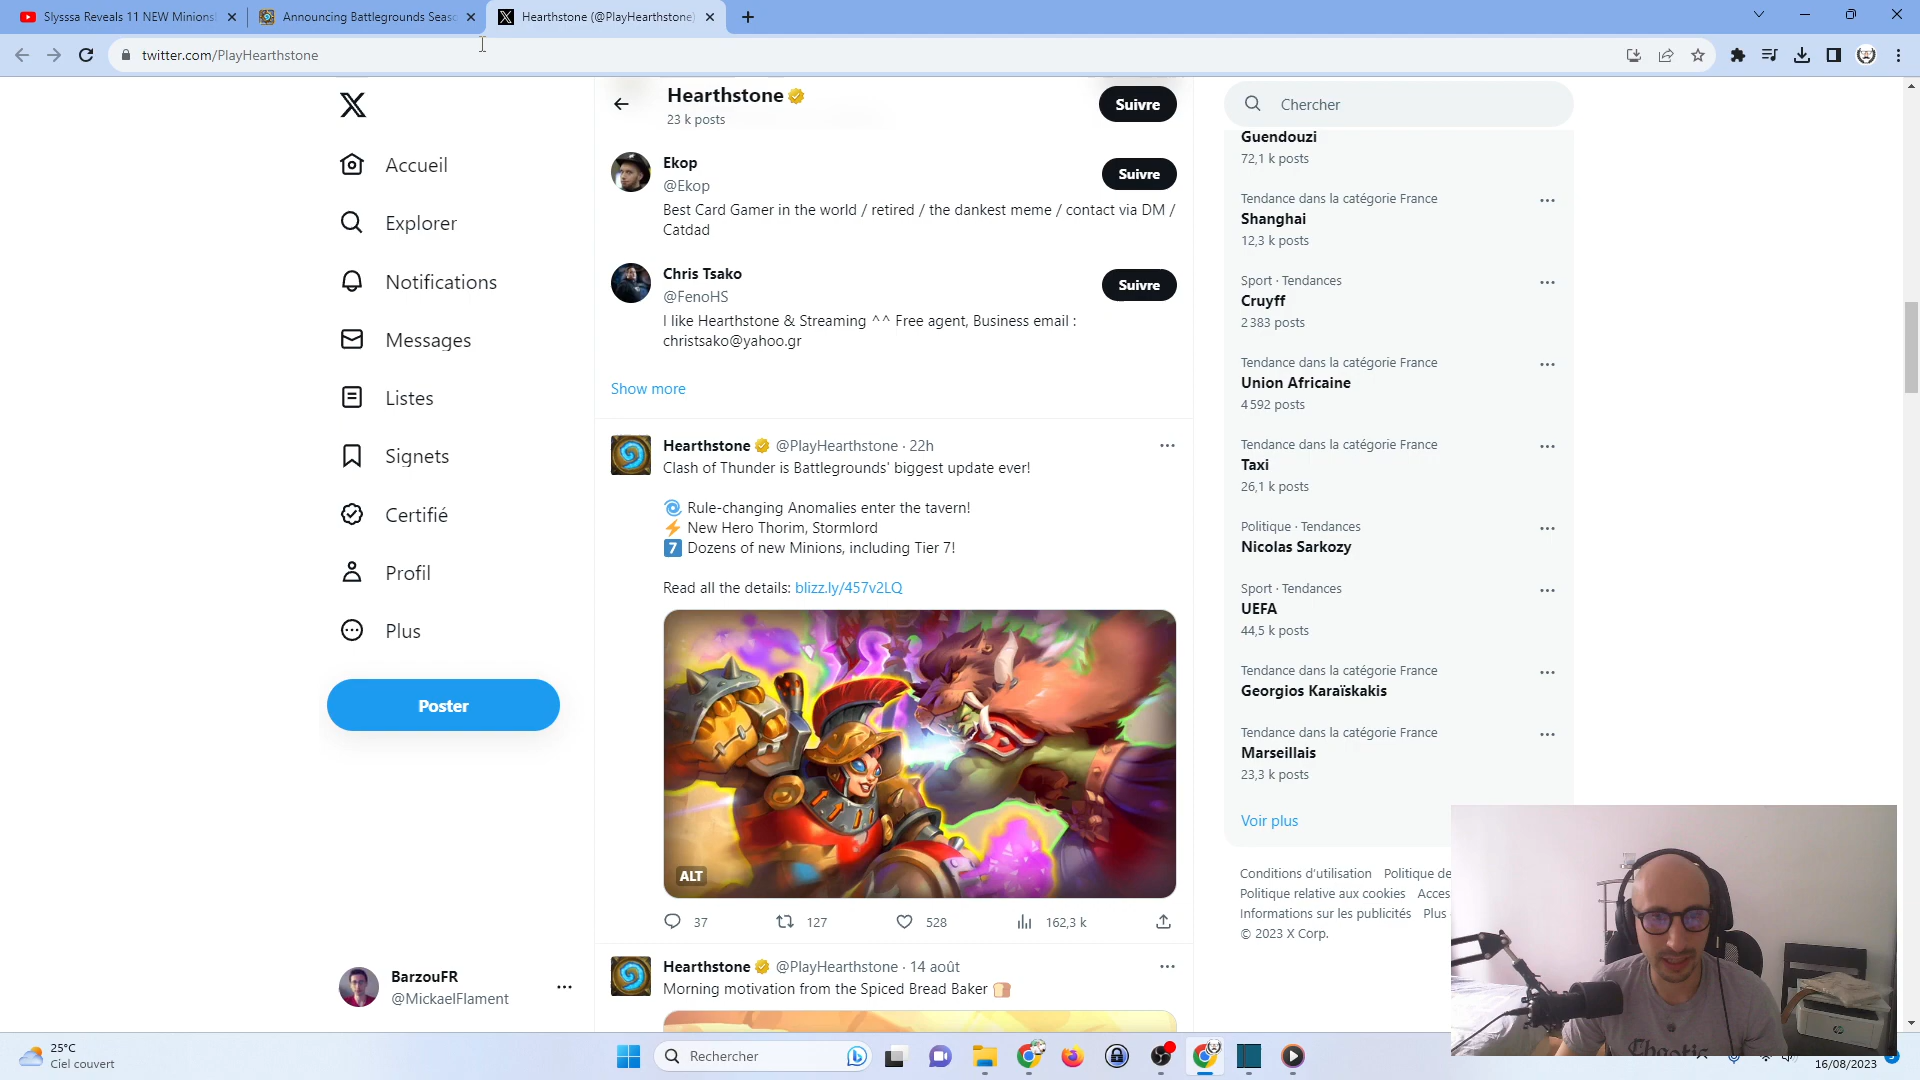 Slysssa Reveals 11 NEW Minions!
Announcing Battlegrounds Seaso
Hearthstone (@PlayHearthstone)
twitter.com/PlayHearthstone
Accueil
Explorer
Notifications
Messages
Listes
Signets
Certifié
Profil
Plus
Poster
BarzouFR
@MickaelFlament
Hearthstone
23 k posts
Suivre
Ekop
@Ekop
Suivre
Best Card Gamer in the world / retired / the dankest meme / contact via DM /
Catdad
Chris Tsako
@FenoHS
Suivre
I like Hearthstone & Streaming ^^ Free agent, Business email :
christsako@yahoo.gr
Show more
Hearthstone @PlayHearthstone · 22h
Clash of Thunder is Battlegrounds' biggest update ever!
Rule-changing Anomalies enter the tavern!
New Hero Thorim, Stormlord
7 Dozens of new Minions, including Tier 7!
Read all the details: blizz.ly/457v2LQ
ALT
37 127 528 162,3 k
Hearthstone @PlayHearthstone · 14 août
Morning motivation from the Spiced Bread Baker
Chercher
Guendouzi
72,1 k posts
Tendance dans la catégorie France
Shanghai
12,3 k posts
Sport · Tendances
Cruyff
2 383 posts
Tendance dans la catégorie France
Union Africaine
4 592 posts
Tendance dans la catégorie France
Taxi
26,1 k posts
Politique · Tendances
Nicolas Sarkozy
Sport · Tendances
UEFA
44,5 k posts
Tendance dans la catégorie France
Georgios Karaïskakis
Tendance dans la catégorie France
Marseillais
23,3 k posts
Voir plus
Conditions d'utilisation Politique de
Politique relative aux cookies Acces
Informations sur les publicités Plus
© 2023 X Corp.
hp
Chaotic
25°C
Ciel couvert
Rechercher
16/08/2023